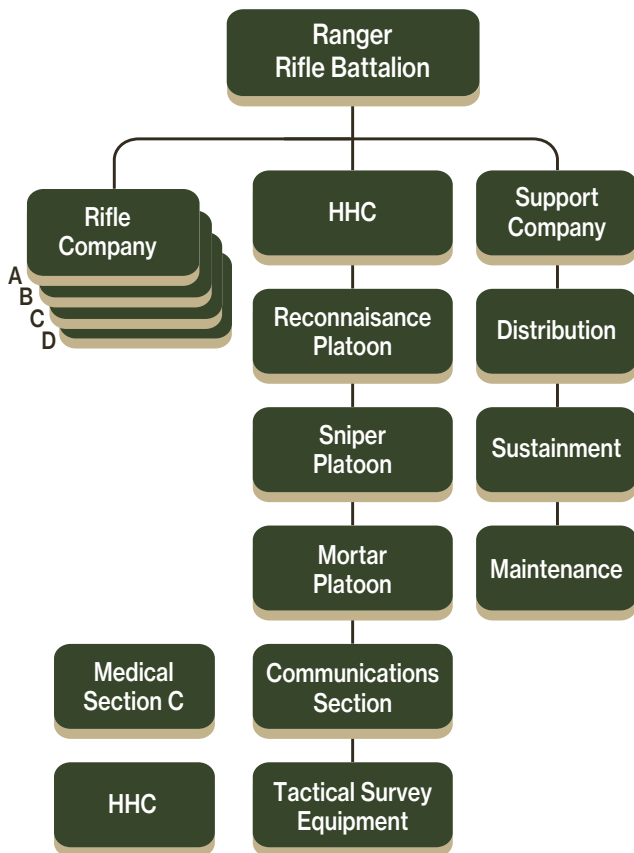 Ranger
Rifle Battalion
Rifle
Company
A
B
C
D
HHC
Support
Company
Reconnaisance
Platoon
Distribution
Sniper
Platoon
Sustainment
Mortar
Platoon
Maintenance
Medical
Section C
Communications
Section
HHC
Tactical Survey
Equipment